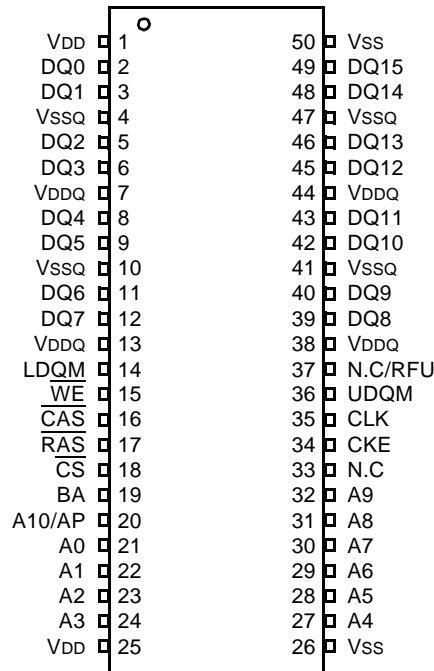 VDD 1 50 VSS
DQ0 2 49 DQ15
DQ1 3 48 DQ14
VSSQ 4 47 VSSQ
DQ2 5 46 DQ13
DQ3 6 45 DQ12
VDDQ 7 44 VDDQ
DQ4 8 43 DQ11
DQ5 9 42 DQ10
VSSQ 10 41 VSSQ
DQ6 11 40 DQ9
DQ7 12 39 DQ8
VDDQ 13 38 VDDQ
LDQM 14 37 N.C/RFU
WE 15 36 UDQM
CAS 16 35 CLK
RAS 17 34 CKE
CS 18 33 N.C
BA 19 32 A9
A10/AP 20 31 A8
A0 21 30 A7
A1 22 29 A6
A2 23 28 A5
A3 24 27 A4
VDD 25 26 VSS